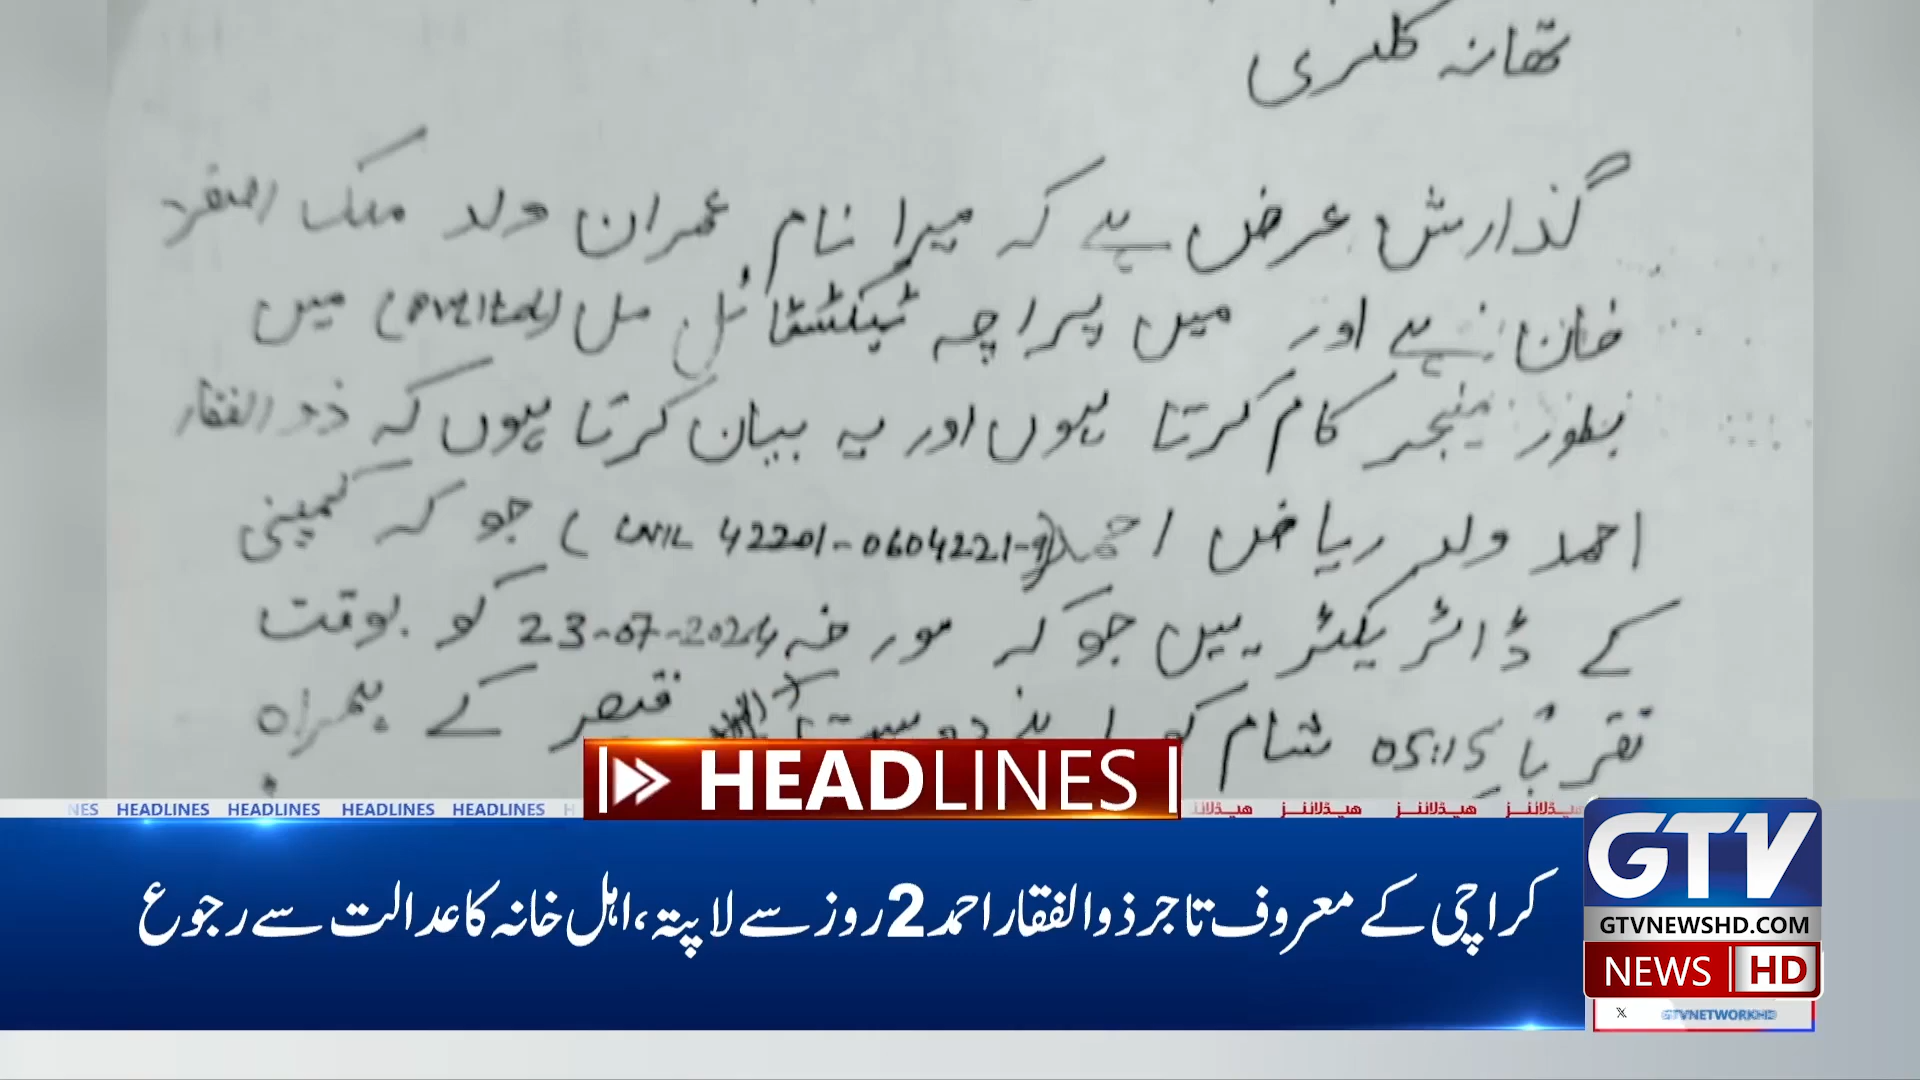 تھانہ کلری
گذارش عرض ہے کہ میرا نام عمران ولد ملک اصغر
خان ہے اور میں پراچہ ٹیکسٹائل مل (Pvt Ltd) میں
بطور منیجر کام کرتا ہوں اور یہ بیان کرتا ہوں کہ ذوالفقار
احمد ولد ریاض احمد (CNIC 42201-0604221-9) جو کہ کمپنی
کے ڈائریکٹر ہیں جو کہ مورخہ 23-07-2024 کو بوقت
تقریباً 05:15 شام کو اپنے دوست قیصر کے ہمراہ
HEADLINES
NES HEADLINES HEADLINES HEADLINES HEADLINES H
ہیڈلائنز ہیڈلائنز ہیڈلائنز ہیڈلائنز
کراچی کے معروف تاجر ذوالفقار احمد 2 روز سے لاپتہ، اہل خانہ کا عدالت سے رجوع
GTV
GTVNEWSHD.COM
NEWS HD
X GTVNETWORKHD